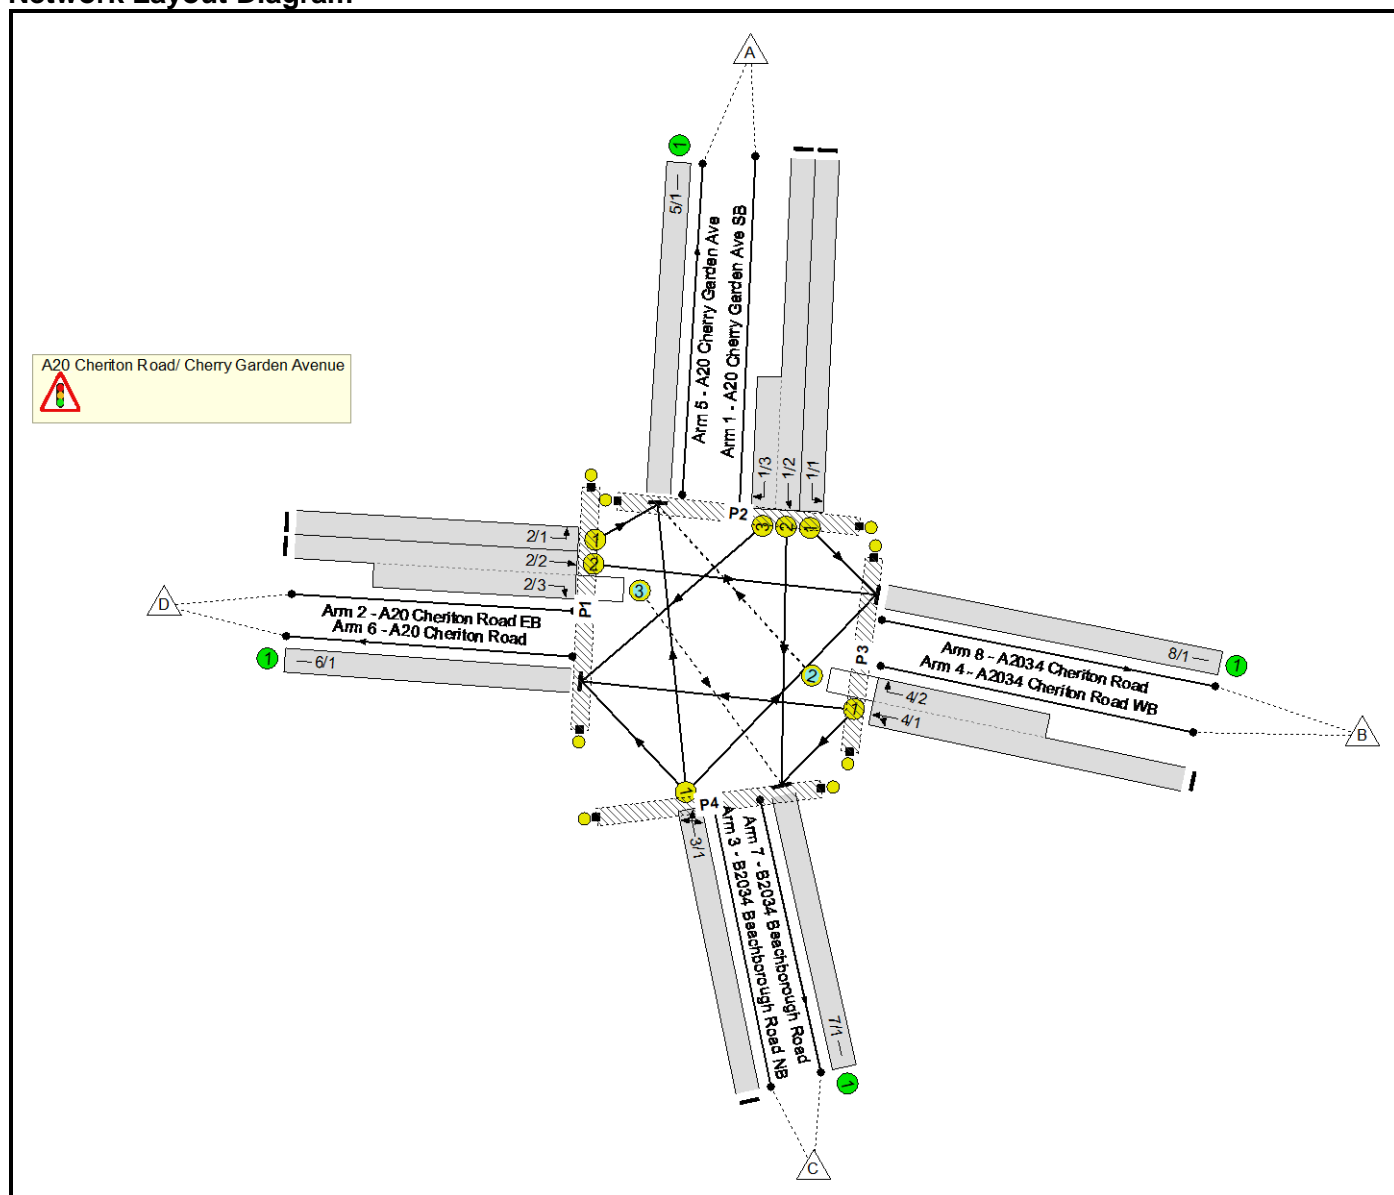 Network Layout Diagram
A
1
5/1
Arm 5 - A20 Cherry Garden Ave
Arm 1 - A20 Cherry Garden Ave SB
A20 Cheriton Road/ Cherry Garden Avenue
1/3
1/2
1/1
P2
3
2
1
2/1
1
2/2
2
2/3
3
D
P1
Arm 2 - A20 Cheriton Road EB
Arm 6 - A20 Cheriton Road
1
6/1
P3
8/1
1
Arm 8 - A2034 Cheriton Road
Arm 4 - A2034 Cheriton Road WB
2
4/2
1
4/1
B
1
P4
3/1
Arm 7 - B2034 Beachborough Road
Arm 3 - B2034 Beachborough Road NB
7/1
1
C